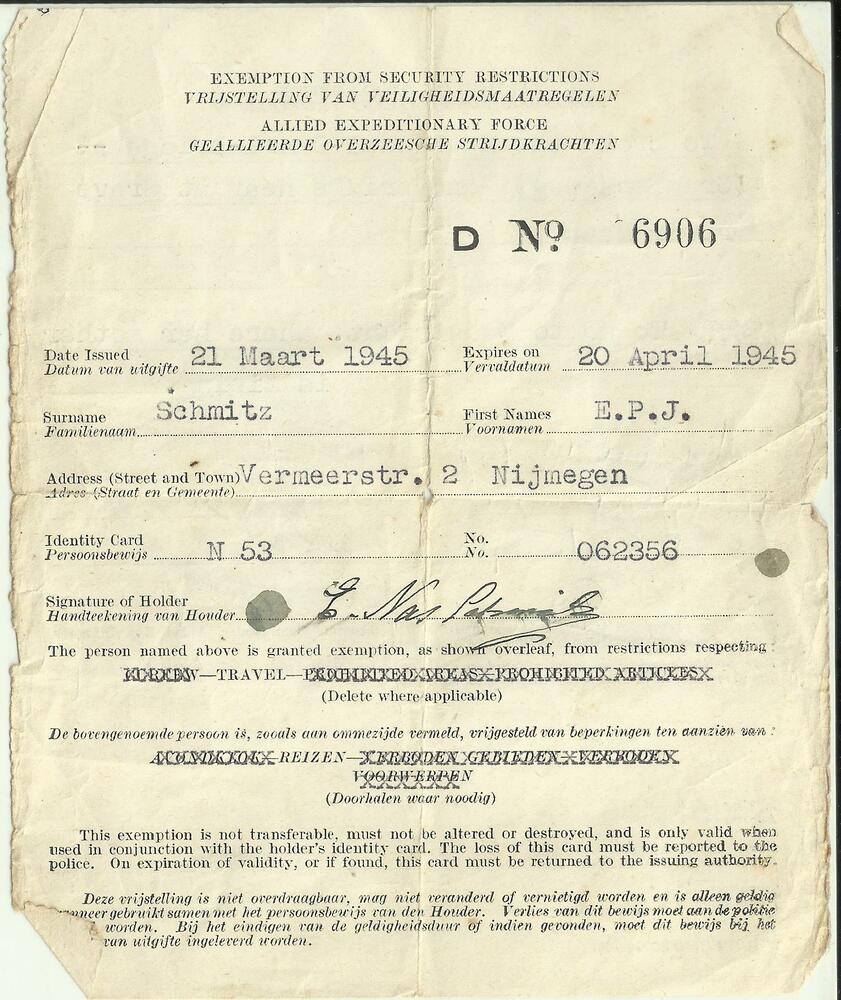 EXEMPTION FROM SECURITY RESTRICTIONS
VRIJSTELLING VAN VEILIGHEIDSMAATREGELEN
ALLIED EXPEDITIONARY FORCE
GEALLIEERDE OVERZEESCHE STRIJDKRACHTEN
D No. 6906
Date Issued 21 Maart 1945 Expires on 20 April 1945
Datum van uitgifte Vervaldatum
Surname Schmitz First Names E.P.J.
Familienaam Voornamen
Address (Street and Town) Vermeerstr. 2 Nijmegen
Adres (Straat en Gemeente)
Identity Card N 53 No. 062356
Persoonsbewijs No.
Signature of Holder
Handteekening van Houder
The person named above is granted exemption, as shown overleaf, from restrictions respecting:
CURFEW—TRAVEL—PROHIBITED AREAS—PROHIBITED ARTICLES
(Delete where applicable)
De bovengenoemde persoon is, zooals aan ommezijde vermeld, vrijgesteld van beperkingen ten aanzien van:
AVONDKLOK—REIZEN—VERBODEN GEBIEDEN—VERBODEN
VOORWERPEN
(Doorhalen waar noodig)
This exemption is not transferable, must not be altered or destroyed, and is only valid when
used in conjunction with the holder's identity card. The loss of this card must be reported to the
police. On expiration of validity, or if found, this card must be returned to the issuing authority.
Deze vrijstelling is niet overdraagbaar, mag niet veranderd of vernietigd worden en is alleen geldig
gebruikt samen met het persoonsbewijs van den Houder. Verlies van dit bewijs moet aan de politie
worden. Bij het eindigen van de geldigheidsduur of indien gevonden, moet dit bewijs bij het
van uitgifte ingeleverd worden.